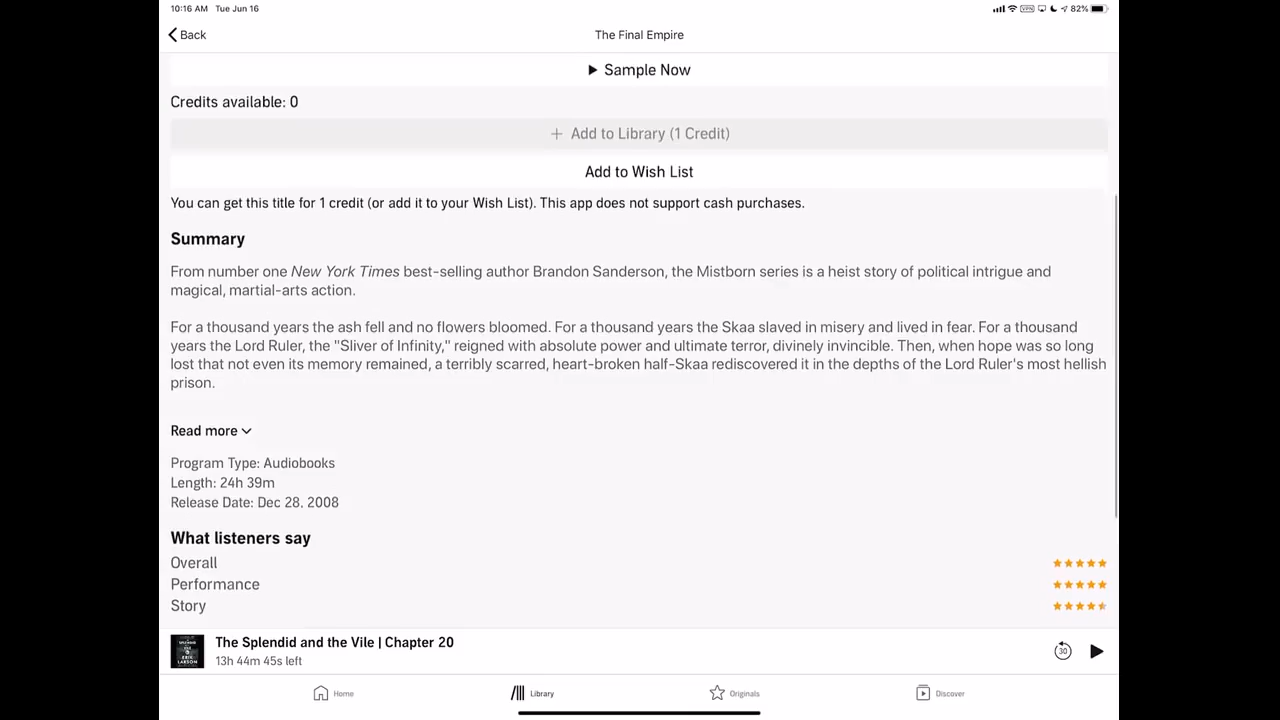 10:16 AM Tue Jun 16
VPN 82%
Back
The Final Empire
Sample Now
Credits available: 0
+ Add to Library (1 Credit)
Add to Wish List
You can get this title for 1 credit (or add it to your Wish List). This app does not support cash purchases.
Summary
From number one New York Times best-selling author Brandon Sanderson, the Mistborn series is a heist story of political intrigue and
magical, martial-arts action.
For a thousand years the ash fell and no flowers bloomed. For a thousand years the Skaa slaved in misery and lived in fear. For a thousand
years the Lord Ruler, the "Sliver of Infinity," reigned with absolute power and ultimate terror, divinely invincible. Then, when hope was so long
lost that not even its memory remained, a terribly scarred, heart-broken half-Skaa rediscovered it in the depths of the Lord Ruler's most hellish
prison.
Read more
Program Type: Audiobooks
Length: 24h 39m
Release Date: Dec 28, 2008
What listeners say
Overall
Performance
Story
The Splendid and the Vile | Chapter 20
13h 44m 45s left
30
Home
Library
Originals
Discover